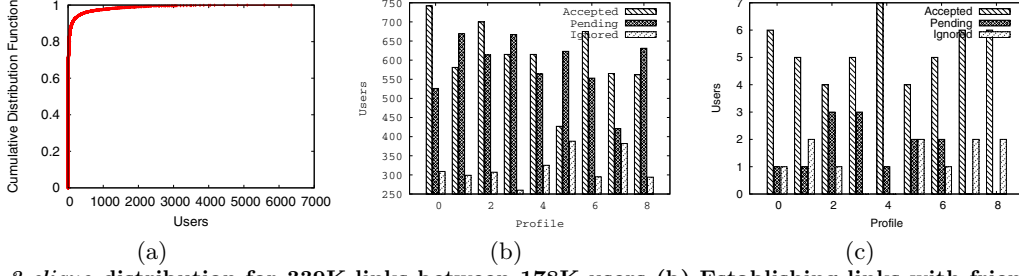 Cumulative Distribution Function
1
0.8
0.6
0.4
0.2
0
0 1000 2000 3000 4000 5000 6000 7000
Users
(a)
Users
750
700
650
600
550
500
450
400
350
300
250
Accepted
Pending
Ignored
0 2 4 6 8
Profile
(b)
Users
7
6
5
4
3
2
1
0
Accepted
Pending
Ignored
0 2 4 6 8
Profile
(c)
distribution for 339K links between 178K users (b) Establishing links with